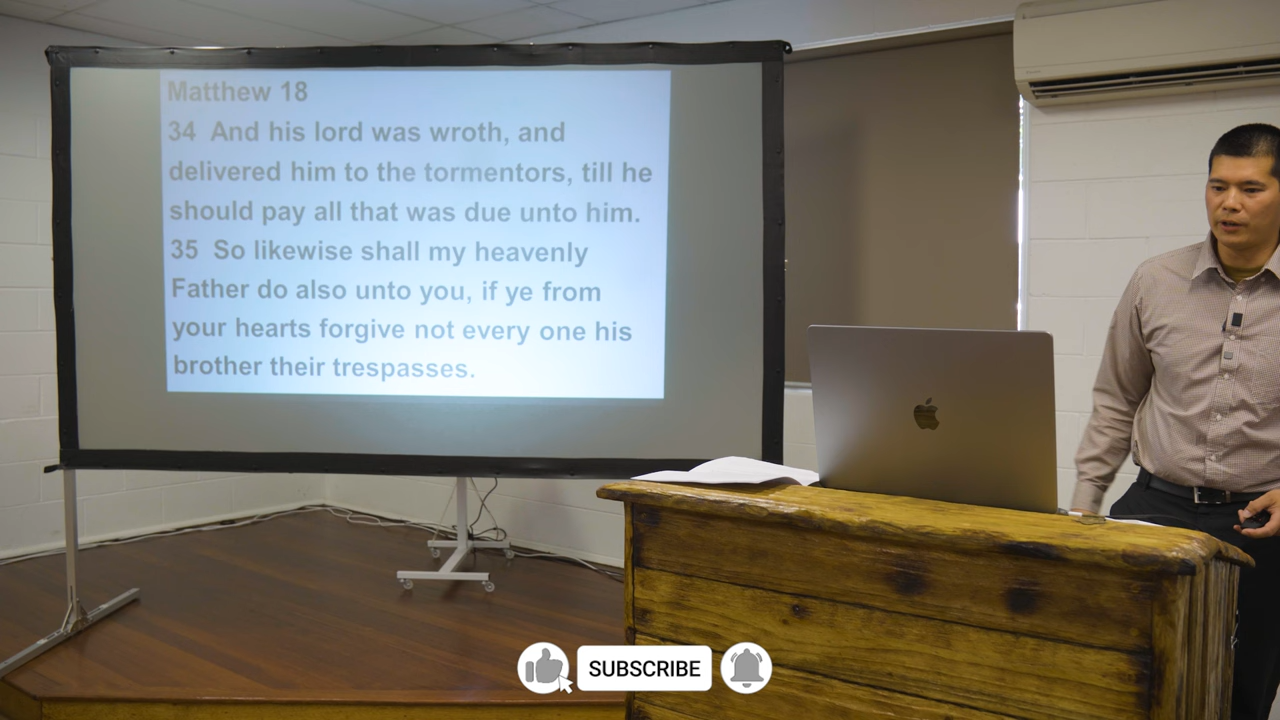 Matthew 18
34 And his lord was wroth, and
delivered him to the tormentors, till he
should pay all that was due unto him.
35 So likewise shall my heavenly
Father do also unto you, if ye from
your hearts forgive not every one his
brother their trespasses.
SUBSCRIBE